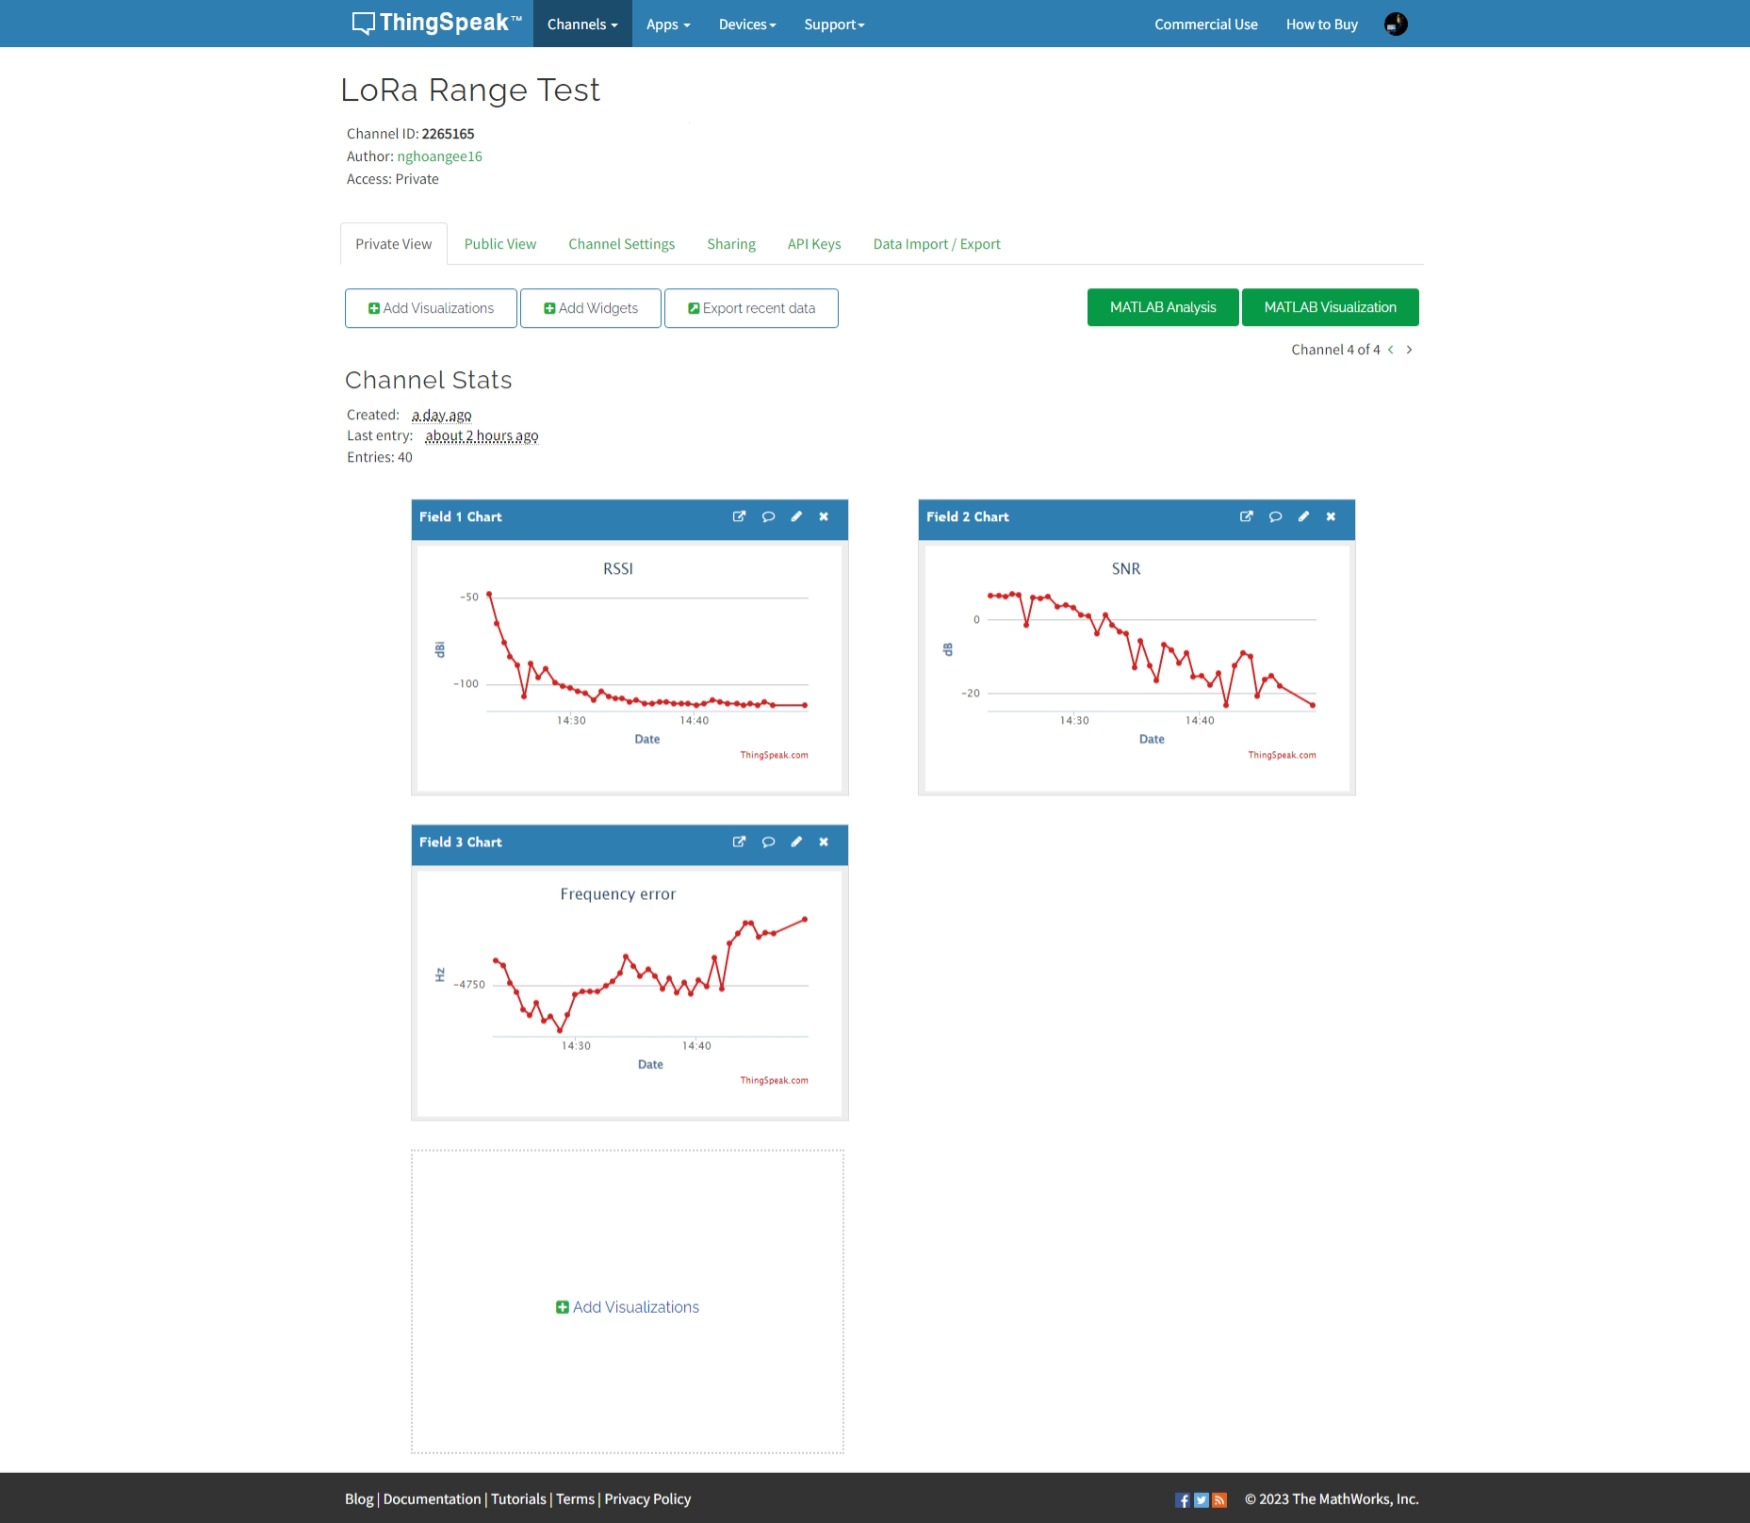 ThingSpeak™ Channels Apps Devices Support Commercial Use How to Buy
LoRa Range Test
Channel ID: 2265165
Author: nghoangee16
Access: Private
Private View Public View Channel Settings Sharing API Keys Data Import / Export
Add Visualizations Add Widgets Export recent data MATLAB Analysis MATLAB Visualization
Channel 4 of 4 < >
Channel Stats
Created: a day ago
Last entry: about 2 hours ago
Entries: 40
Field 1 Chart
RSSI
-50
dBi
-100
14:30 14:40
Date
ThingSpeak.com
Field 2 Chart
SNR
0
dB
-20
14:30 14:40
Date
ThingSpeak.com
Field 3 Chart
Frequency error
Hz
-4750
14:30 14:40
Date
ThingSpeak.com
Add Visualizations
Blog | Documentation | Tutorials | Terms | Privacy Policy © 2023 The MathWorks, Inc.